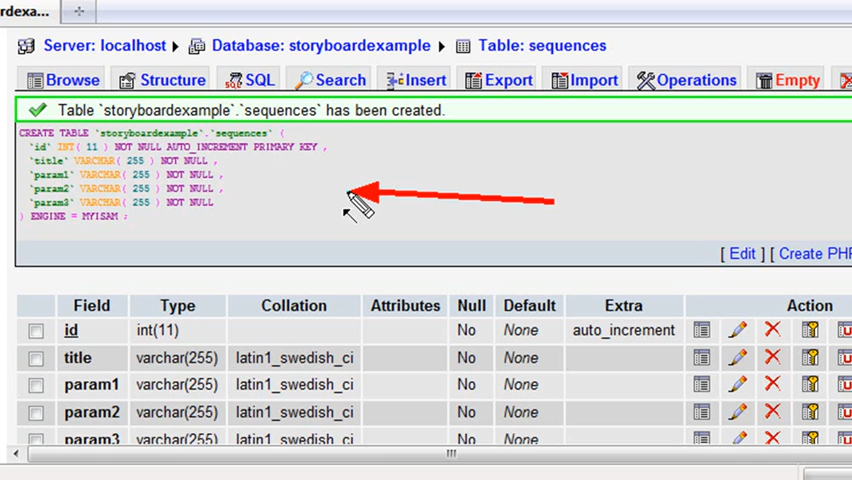 rdexa...
Server: localhost Database: storyboardexample Table: sequences
Browse Structure SQL Search Insert Export Import Operations Empty
Table `storyboardexample`.`sequences` has been created.
CREATE TABLE `storyboardexample`.`sequences` (
`id` INT( 11 ) NOT NULL AUTO_INCREMENT PRIMARY KEY ,
`title` VARCHAR( 255 ) NOT NULL ,
`param1` VARCHAR( 255 ) NOT NULL ,
`param2` VARCHAR( 255 ) NOT NULL ,
`param3` VARCHAR( 255 ) NOT NULL
) ENGINE = MYISAM ;
[ Edit ] [ Create PHP
Field Type Collation Attributes Null Default Extra Action
id int(11) No None auto_increment
title varchar(255) latin1_swedish_ci No None
param1 varchar(255) latin1_swedish_ci No None
param2 varchar(255) latin1_swedish_ci No None
param3 varchar(255) latin1_swedish_ci No None